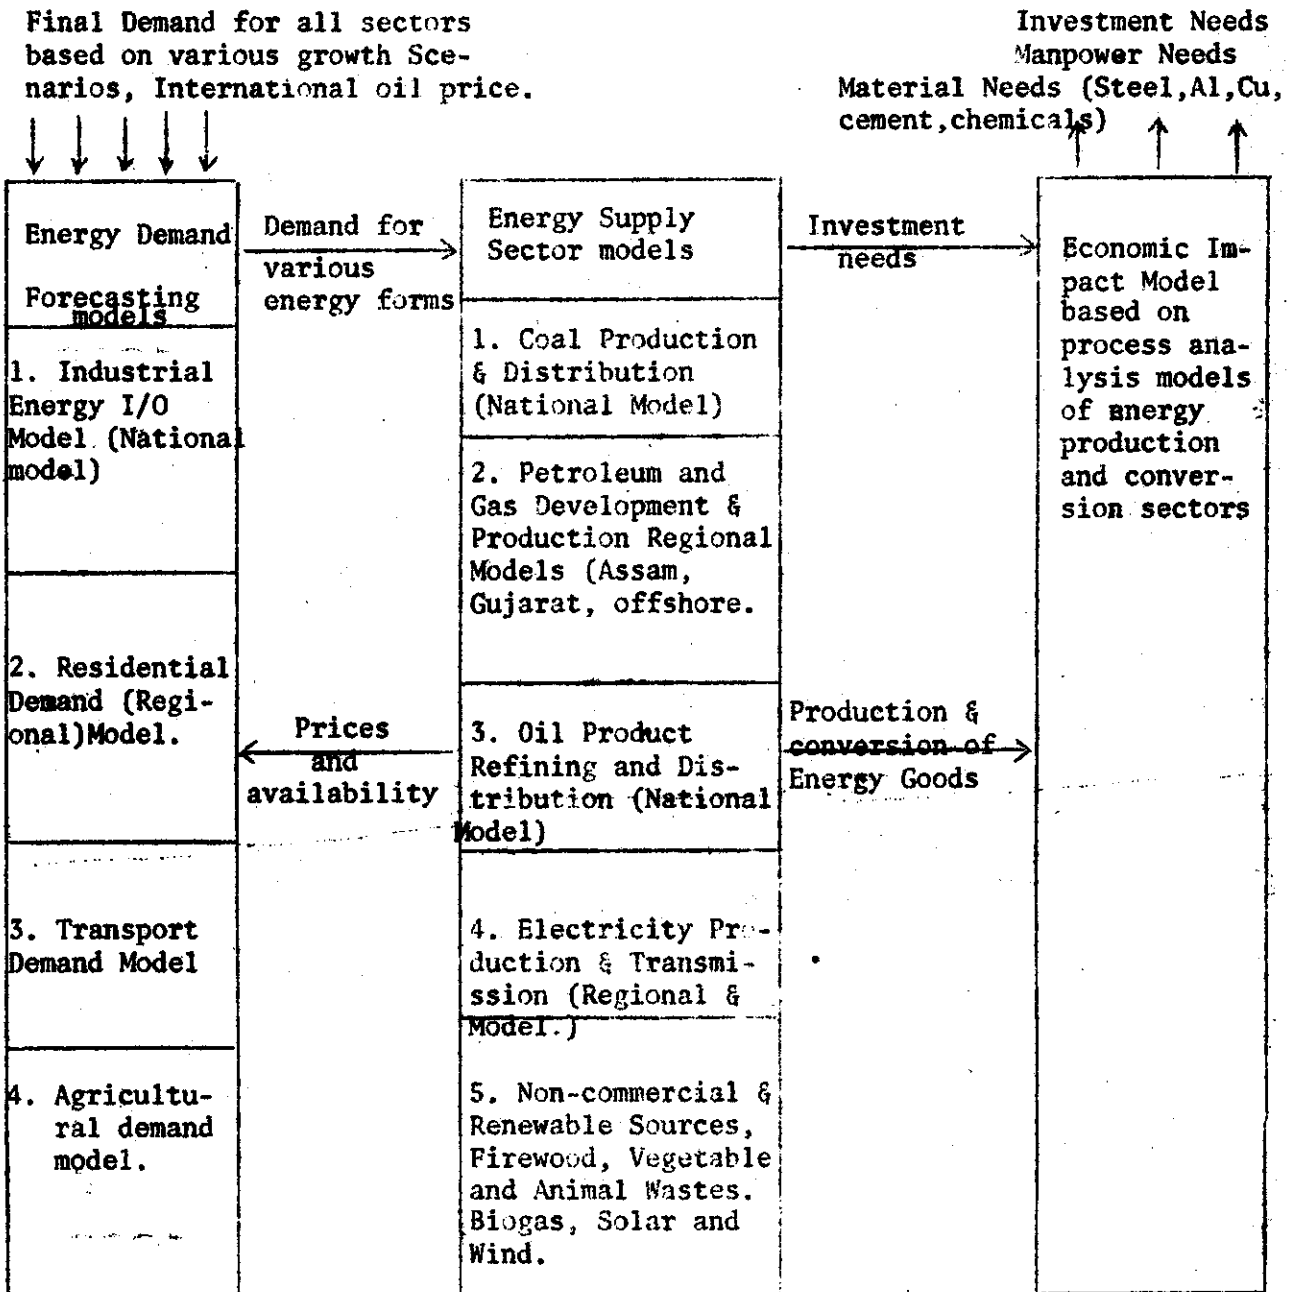 Final Demand for all sectors
based on various growth Sce-
narios, International oil price.
Investment Needs
Manpower Needs
Material Needs (Steel,Al,Cu,
cement,chemicals)
Energy Demand
Forecasting
models
1. Industrial
Energy I/O
Model (National
model)
2. Residential
Demand (Regi-
onal)Model.
3. Transport
Demand Model
4. Agricultu-
ral demand
model.
Demand for
various
energy forms
Prices
and
availability
Energy Supply
Sector models
1. Coal Production
& Distribution
(National Model)
2. Petroleum and
Gas Development &
Production Regional
Models (Assam,
Gujarat, offshore.
3. Oil Product
Refining and Dis-
tribution (National
Model)
4. Electricity Pro-
duction & Transmi-
ssion (Regional &
Model.)
5. Non-commercial &
Renewable Sources,
Firewood, Vegetable
and Animal Wastes.
Biogas, Solar and
Wind.
Investment
needs
Production &
conversion of
Energy Goods
Economic Im-
pact Model
based on
process ana-
lysis models
of energy
production
and conver-
sion sectors